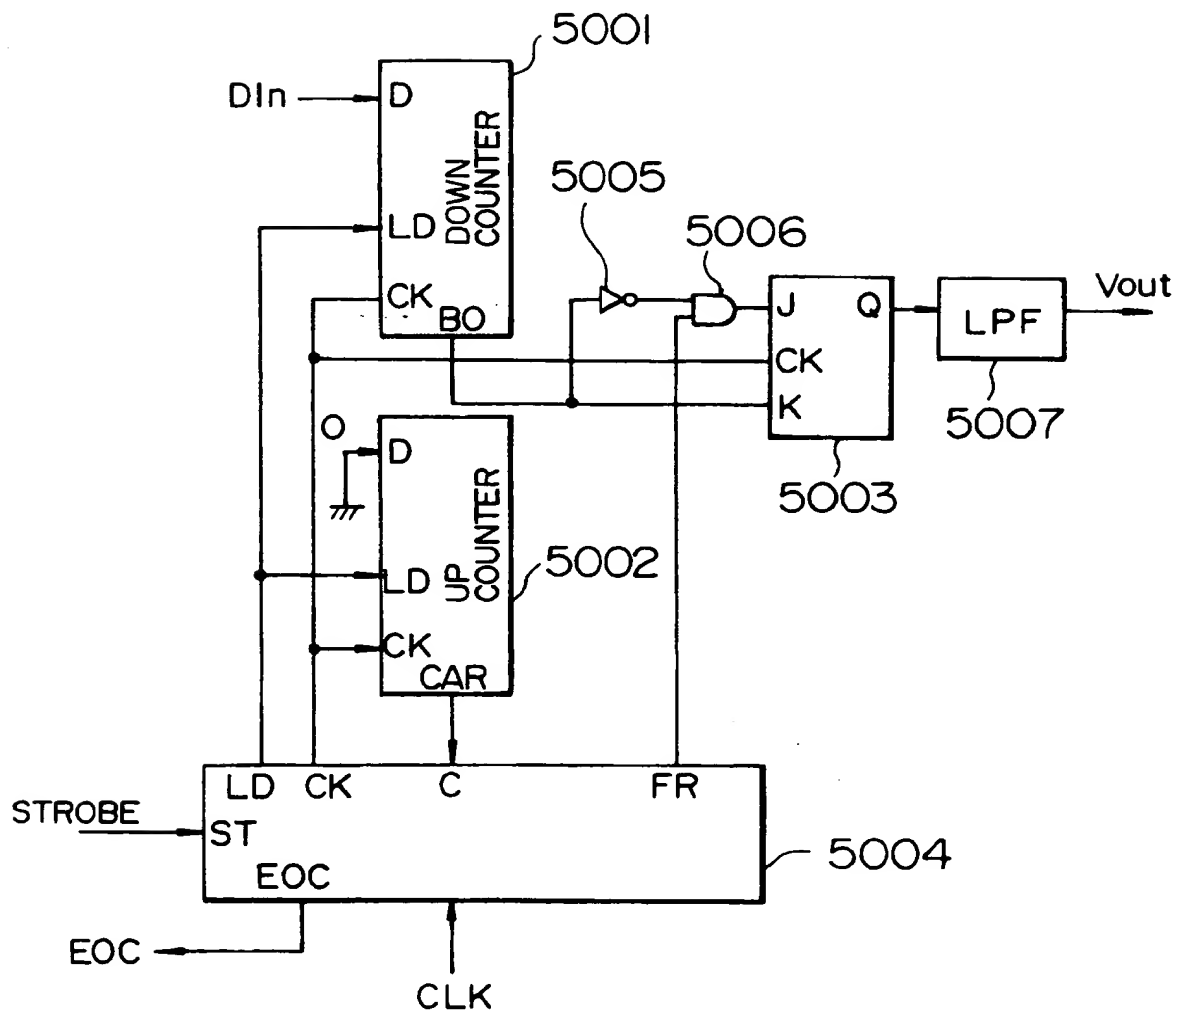 5001
DIn
D
DOWN
COUNTER
LD
CK
BO
5005
5006
J
Q
CK
K
5003
LPF
5007
Vout
O
D
UP
COUNTER
LD
CK
CAR
5002
LD
CK
C
FR
STROBE
ST
EOC
5004
EOC
CLK